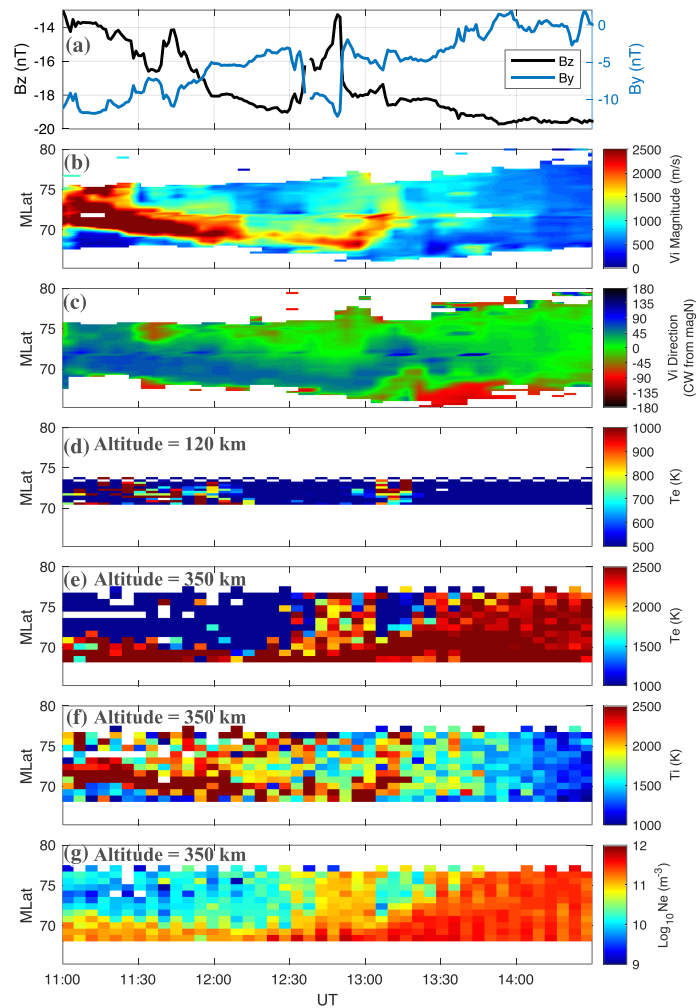 -13
(a)
Bz (nT)
-14
-16
-18
-20
0
-5
-10
By (nT)
Bz
By
80
(b)
75
70
MLat
2500
2000
1500
1000
500
0
Vi Magnitude (m/s)
80
(c)
75
70
MLat
180
135
90
45
0
-45
-90
-135
-180
Vi Direction
(CW from magN)
80
(d) Altitude = 120 km
75
70
MLat
1000
900
800
700
600
500
Te (K)
80
(e) Altitude = 350 km
75
70
MLat
2500
2000
1500
1000
Te (K)
80
(f) Altitude = 350 km
75
70
MLat
2500
2000
1500
1000
Ti (K)
80
(g) Altitude = 350 km
75
70
MLat
12
11
10
9
Log10Ne (m-3)
11:00 11:30 12:00 12:30 13:00 13:30 14:00
UT